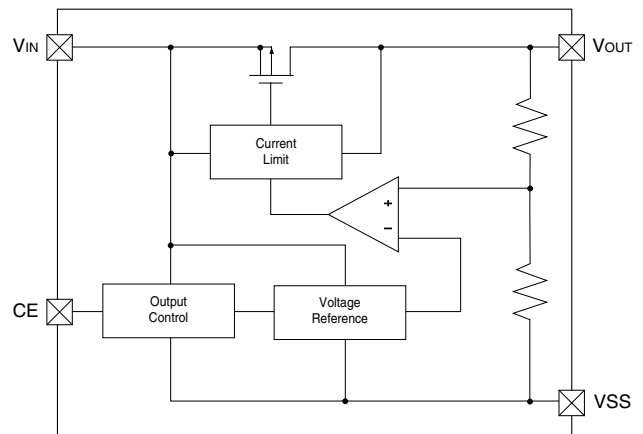 VIN
VOUT
Current
Limit
+
−
CE
Output
Control
Voltage
Reference
VSS